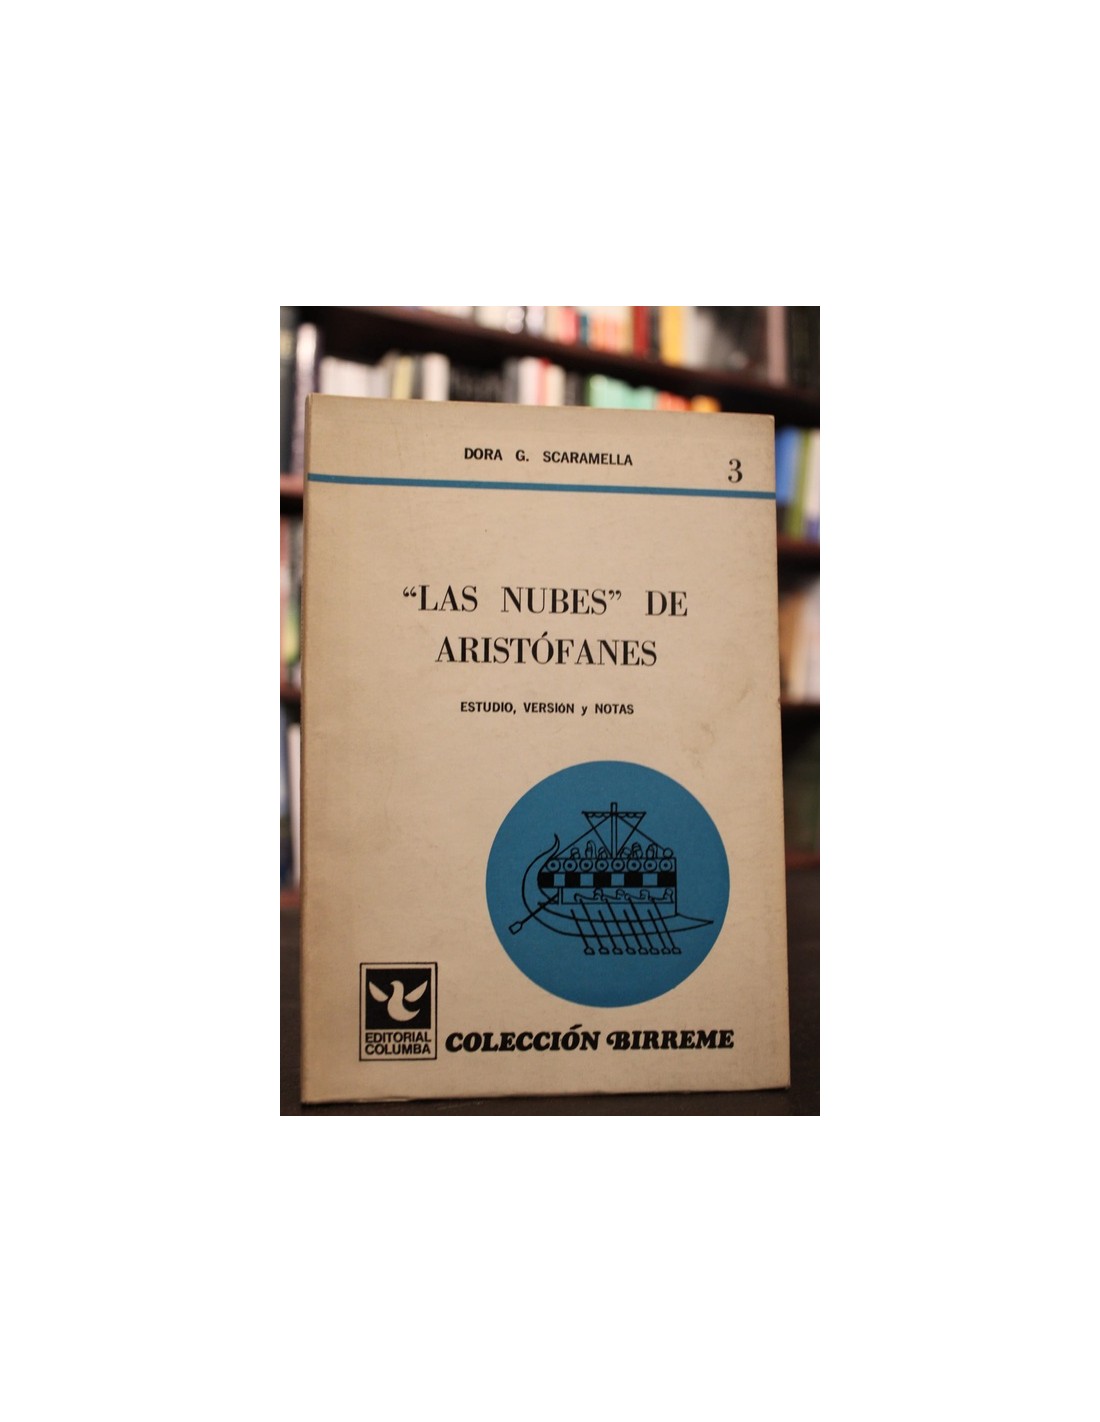 DORA G. SCARAMELLA
3
“LAS NUBES” DE
ARISTÓFANES
ESTUDIO, VERSIÓN y NOTAS
EDITORIAL
COLUMBA
COLECCIÓN BIRREME